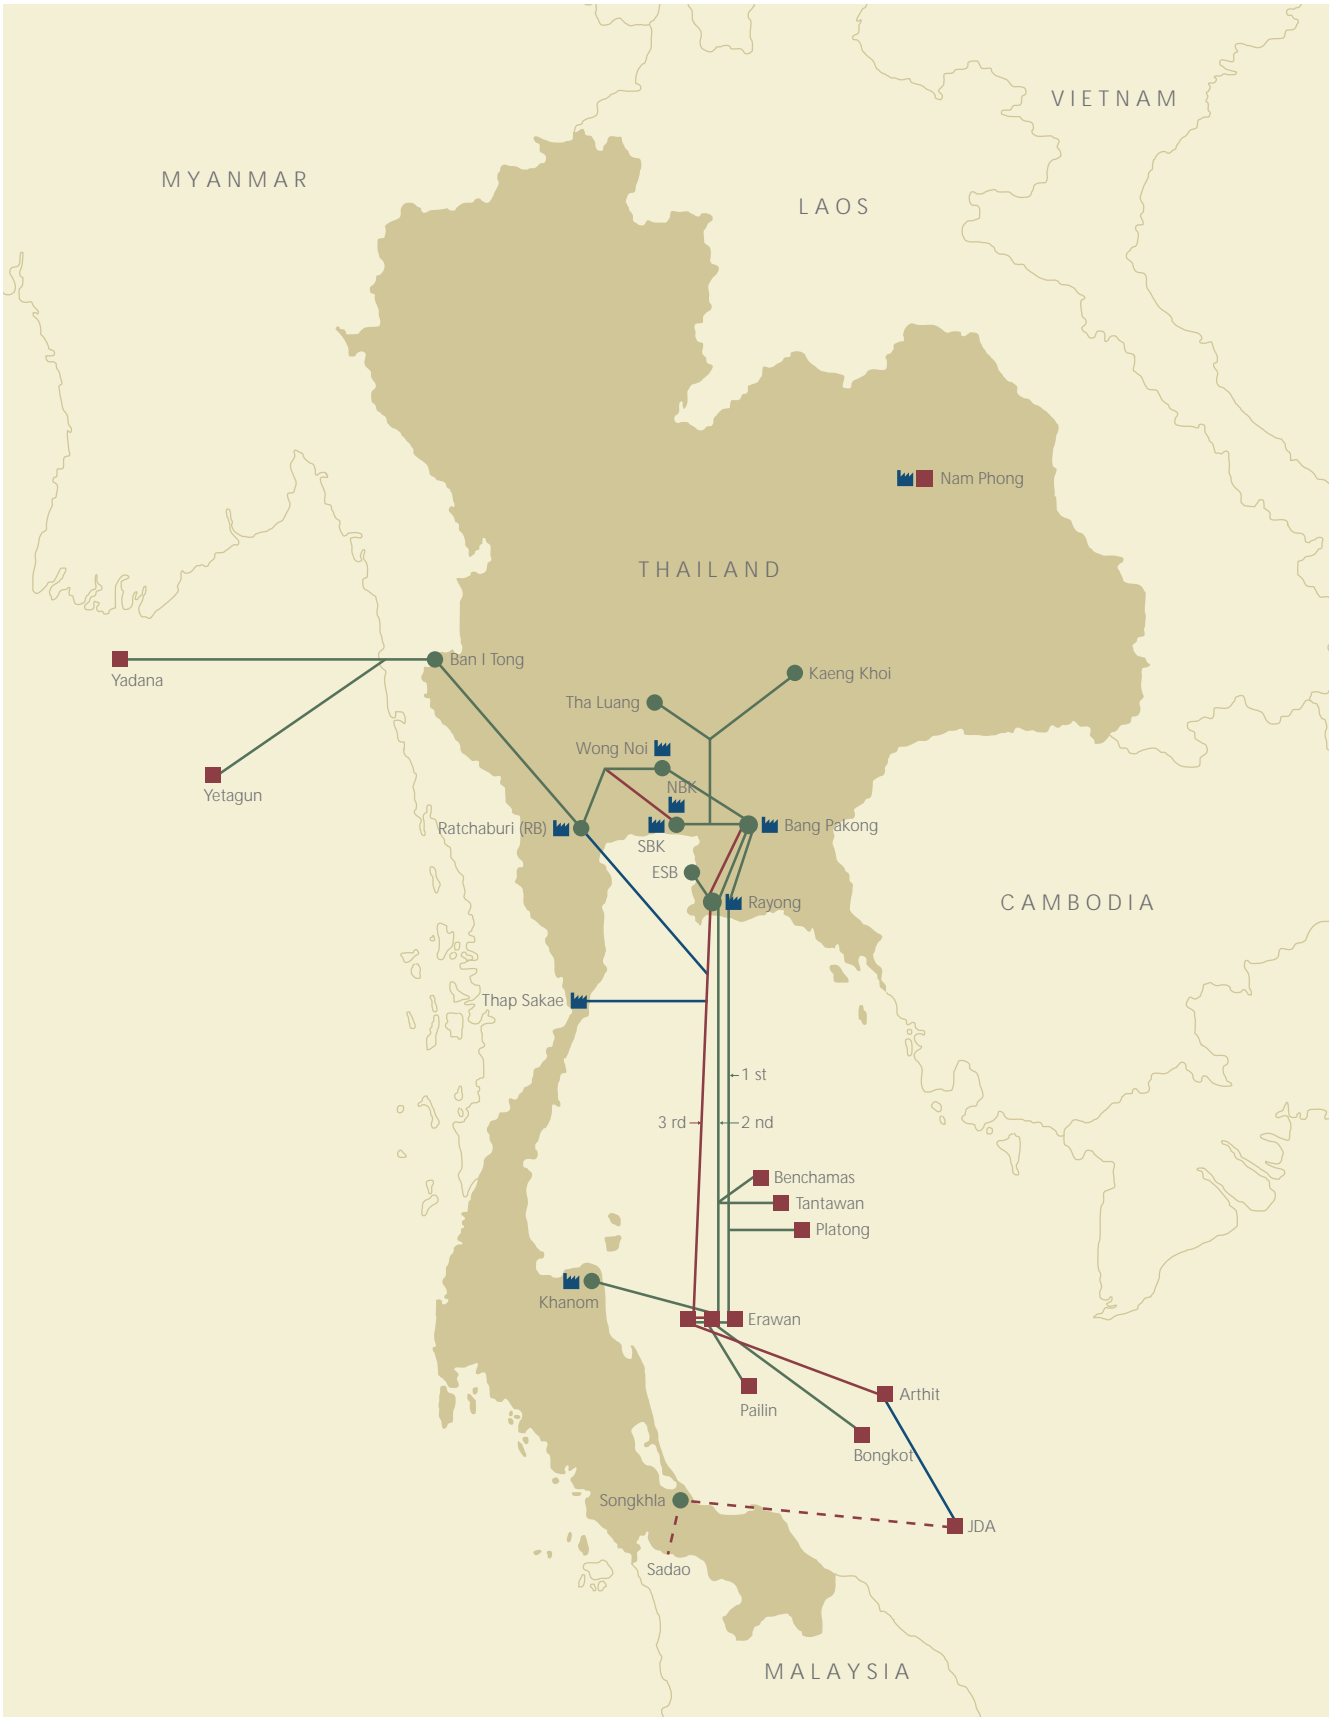 VIETNAM
MYANMAR
LAOS
Nam Phong
THAILAND
Ban I Tong
Yadana
Kaeng Khoi
Tha Luang
Wong Noi
NBK
Yetagun
Ratchaburi (RB)
Bang Pakong
SBK
ESB
Rayong
CAMBODIA
Thap Sakae
1 st
3 rd
2 nd
Benchamas
Tantawan
Platong
Khanom
Erawan
Arthit
Pailin
Bongkot
Songkhla
JDA
Sadao
MALAYSIA